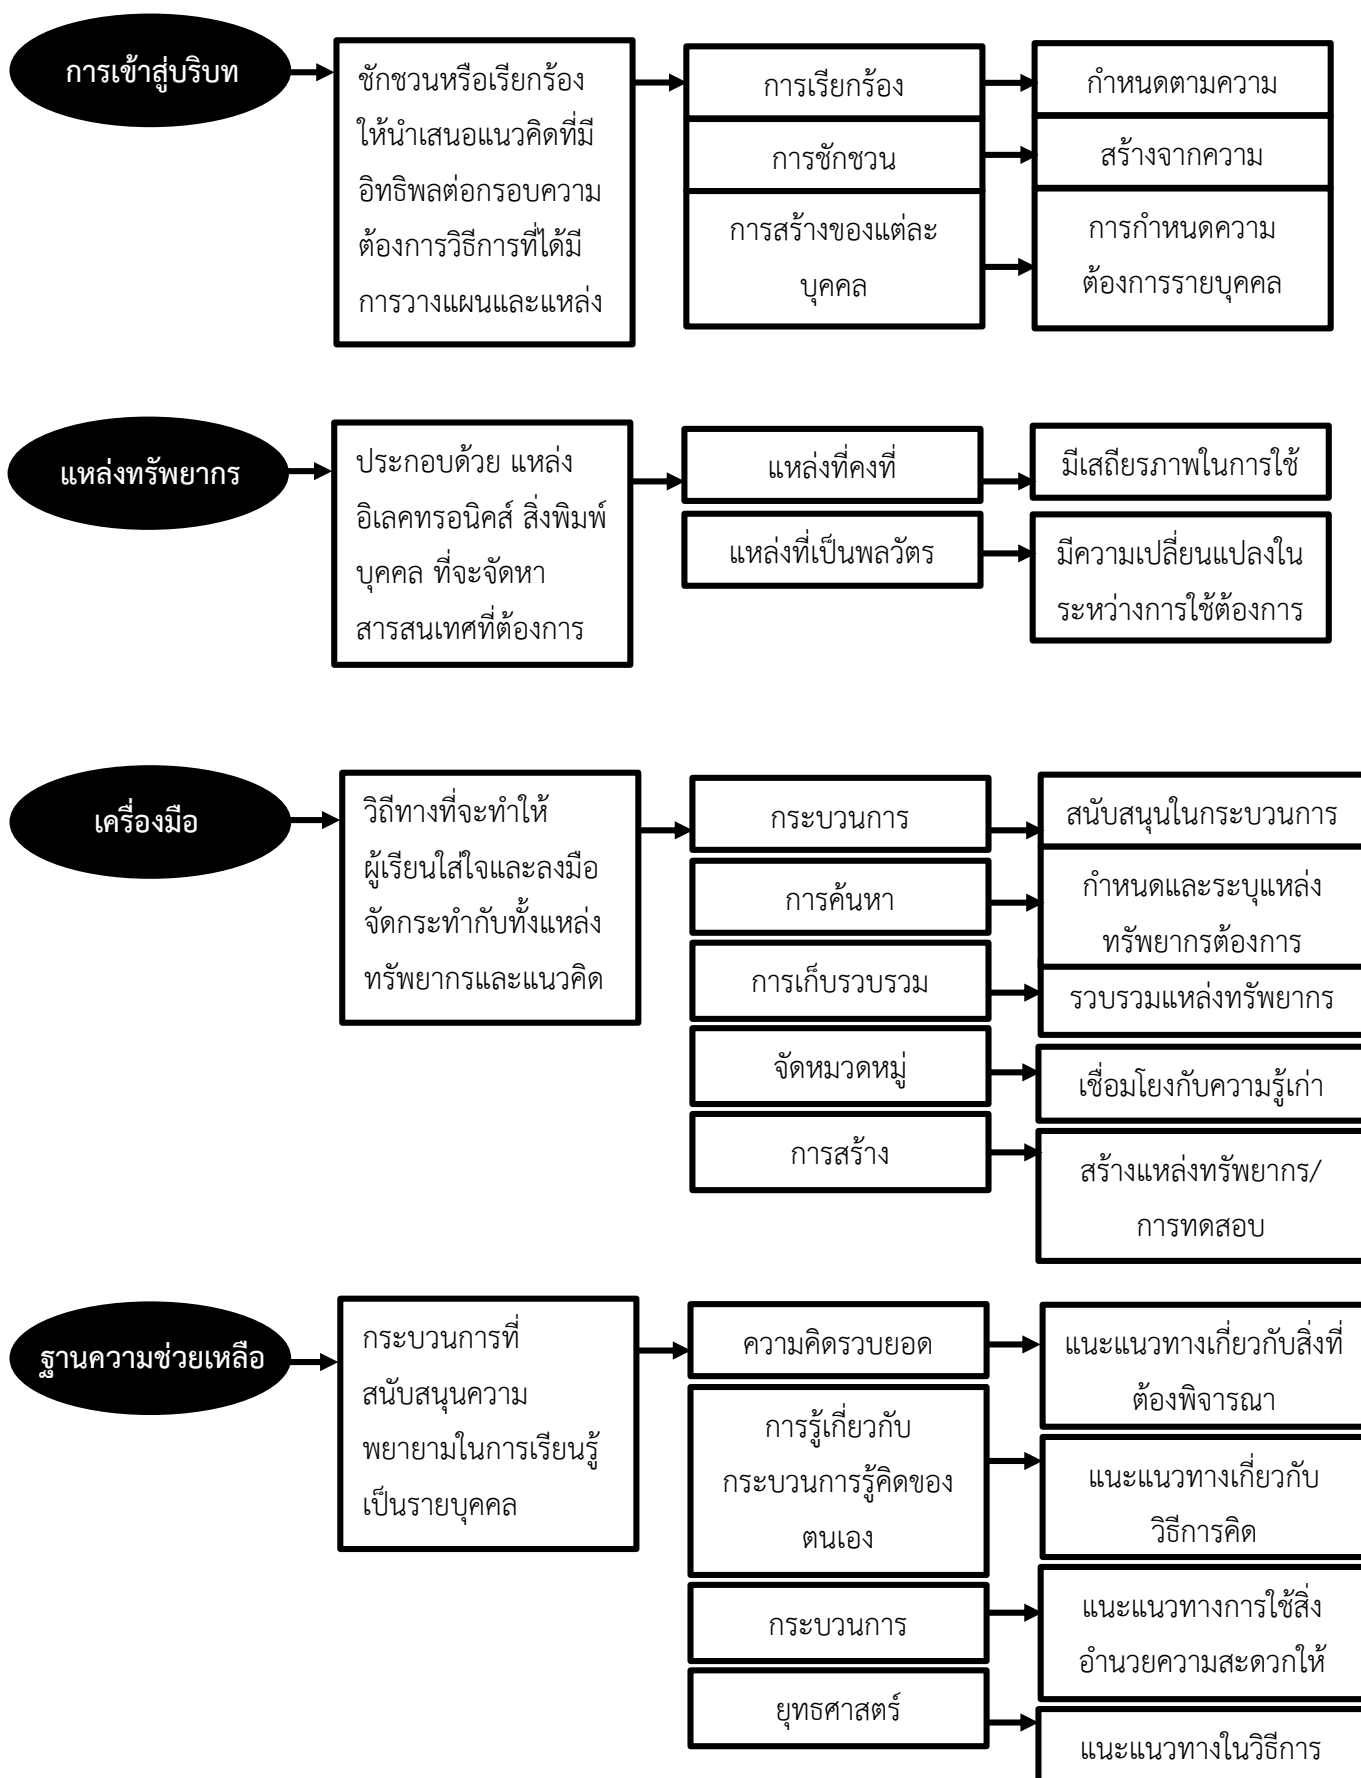 การเข้าสู่บริบท
ชักชวนหรือเรียกร้อง
ให้นำเสนอแนวคิดที่มี
อิทธิพลต่อกรอบความ
ต้องการวิธีการที่ได้มี
การวางแผนและแหล่ง
การเรียกร้อง
กำหนดตามความ
การชักชวน
สร้างจากความ
การสร้างของแต่ละ
บุคคล
การกำหนดความ
ต้องการรายบุคคล
แหล่งทรัพยากร
ประกอบด้วย แหล่ง
อิเลคทรอนิคส์ สิ่งพิมพ์
บุคคล ที่จะจัดหา
สารสนเทศที่ต้องการ
แหล่งที่คงที่
มีเสถียรภาพในการใช้
แหล่งที่เป็นพลวัตร
มีความเปลี่ยนแปลงใน
ระหว่างการใช้ต้องการ
เครื่องมือ
วิถีทางที่จะทำให้
ผู้เรียนใส่ใจและลงมือ
จัดกระทำกับทั้งแหล่ง
ทรัพยากรและแนวคิด
กระบวนการ
สนับสนุนในกระบวนการ
การค้นหา
กำหนดและระบุแหล่ง
ทรัพยากรต้องการ
การเก็บรวบรวม
รวบรวมแหล่งทรัพยากร
จัดหมวดหมู่
เชื่อมโยงกับความรู้เก่า
การสร้าง
สร้างแหล่งทรัพยากร/
การทดสอบ
ฐานความช่วยเหลือ
กระบวนการที่
สนับสนุนความ
พยายามในการเรียนรู้
เป็นรายบุคคล
ความคิดรวบยอด
แนะแนวทางเกี่ยวกับสิ่งที่
ต้องพิจารณา
การรู้เกี่ยวกับ
กระบวนการรู้คิดของ
ตนเอง
แนะแนวทางเกี่ยวกับ
วิธีการคิด
กระบวนการ
แนะแนวทางการใช้สิ่ง
อำนวยความสะดวกให้
ยุทธศาสตร์
แนะแนวทางในวิธีการ